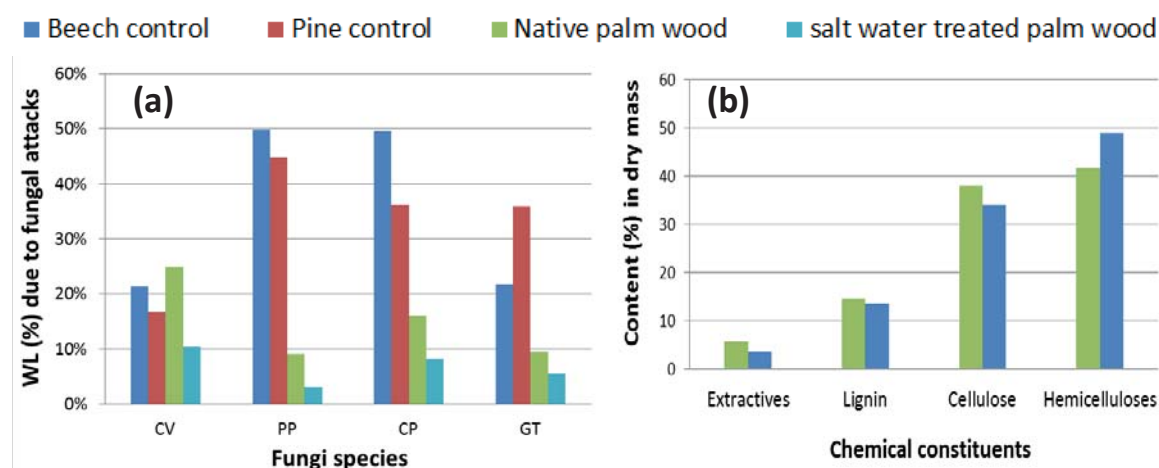 Beech control Pine control Native palm wood salt water treated palm wood
(a)
WL (%) due to fungal attacks
60%
50%
40%
30%
20%
10%
0%
CV PP CP GT
Fungi species
(b)
Content (%) in dry mass
60
50
40
30
20
10
0
Extractives Lignin Cellulose Hemicelluloses
Chemical constituents